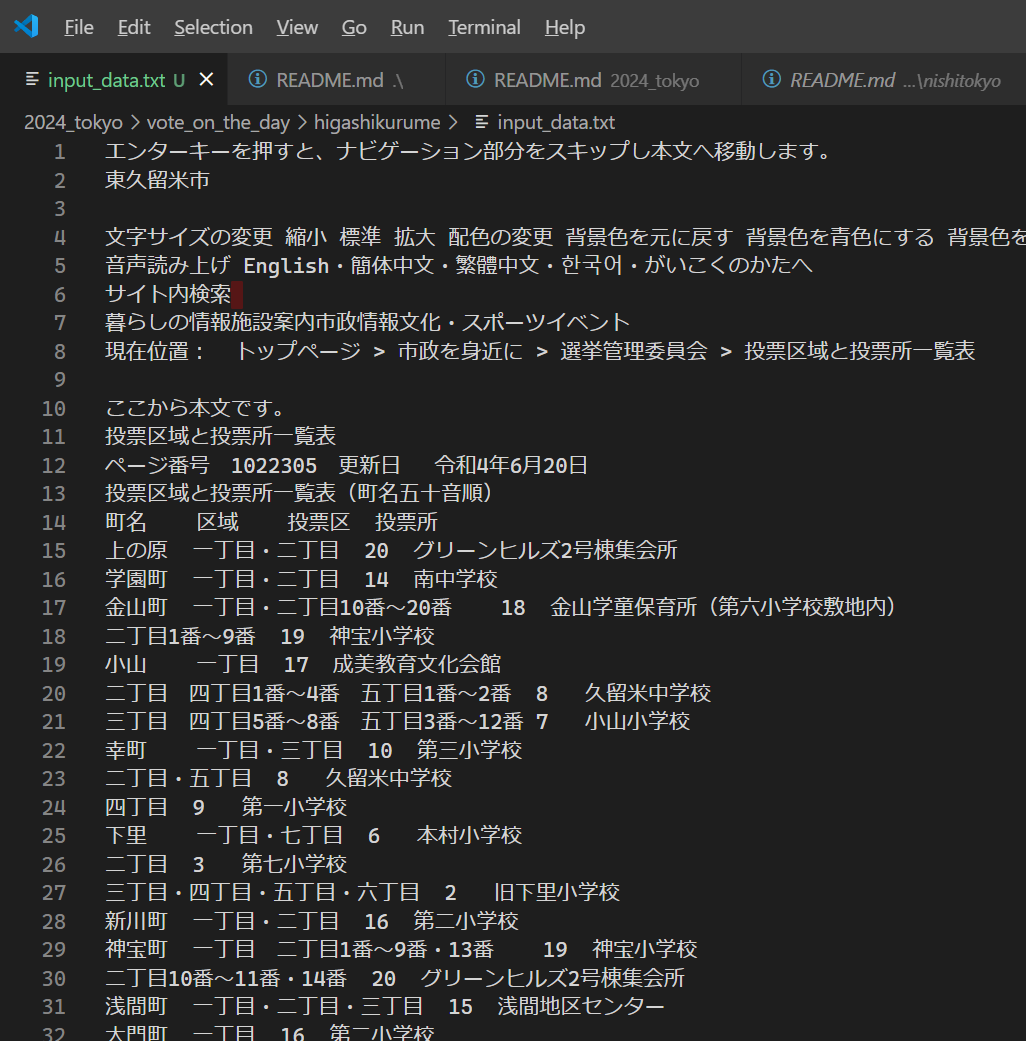 File Edit Selection View Go Run Terminal Help
input_data.txt U README.md .\ README.md 2024_tokyo README.md ...\nishitokyo
2024_tokyo > vote_on_the_day > higashikurume > input_data.txt
1 エンターキーを押すと、ナビゲーション部分をスキップし本文へ移動します。
2 東久留米市
3
4 文字サイズの変更 縮小 標準 拡大 配色の変更 背景色を元に戻す 背景色を青色にする 背景色を
5 音声読み上げ English・簡体中文・繁體中文・한국어・がいこくのかたへ
6 サイト内検索
7 暮らしの情報施設案内市政情報文化・スポーツイベント
8 現在位置： トップページ > 市政を身近に > 選挙管理委員会 > 投票区域と投票所一覧表
9
10 ここから本文です。
11 投票区域と投票所一覧表
12 ページ番号 1022305 更新日 令和4年6月20日
13 投票区域と投票所一覧表（町名五十音順）
14 町名 区域 投票区 投票所
15 上の原 一丁目・二丁目 20 グリーンヒルズ2号棟集会所
16 学園町 一丁目・二丁目 14 南中学校
17 金山町 一丁目・二丁目10番～20番 18 金山学童保育所（第六小学校敷地内）
18 二丁目1番～9番 19 神宝小学校
19 小山 一丁目 17 成美教育文化会館
20 二丁目 四丁目1番～4番 五丁目1番～2番 8 久留米中学校
21 三丁目 四丁目5番～8番 五丁目3番～12番 7 小山小学校
22 幸町 一丁目・三丁目 10 第三小学校
23 二丁目・五丁目 8 久留米中学校
24 四丁目 9 第一小学校
25 下里 一丁目・七丁目 6 本村小学校
26 二丁目 3 第七小学校
27 三丁目・四丁目・五丁目・六丁目 2 旧下里小学校
28 新川町 一丁目・二丁目 16 第二小学校
29 神宝町 一丁目 二丁目1番～9番・13番 19 神宝小学校
30 二丁目10番～11番・14番 20 グリーンヒルズ2号棟集会所
31 浅間町 一丁目・二丁目・三丁目 15 浅間地区センター
32 大門町 一丁目 16 第二小学校